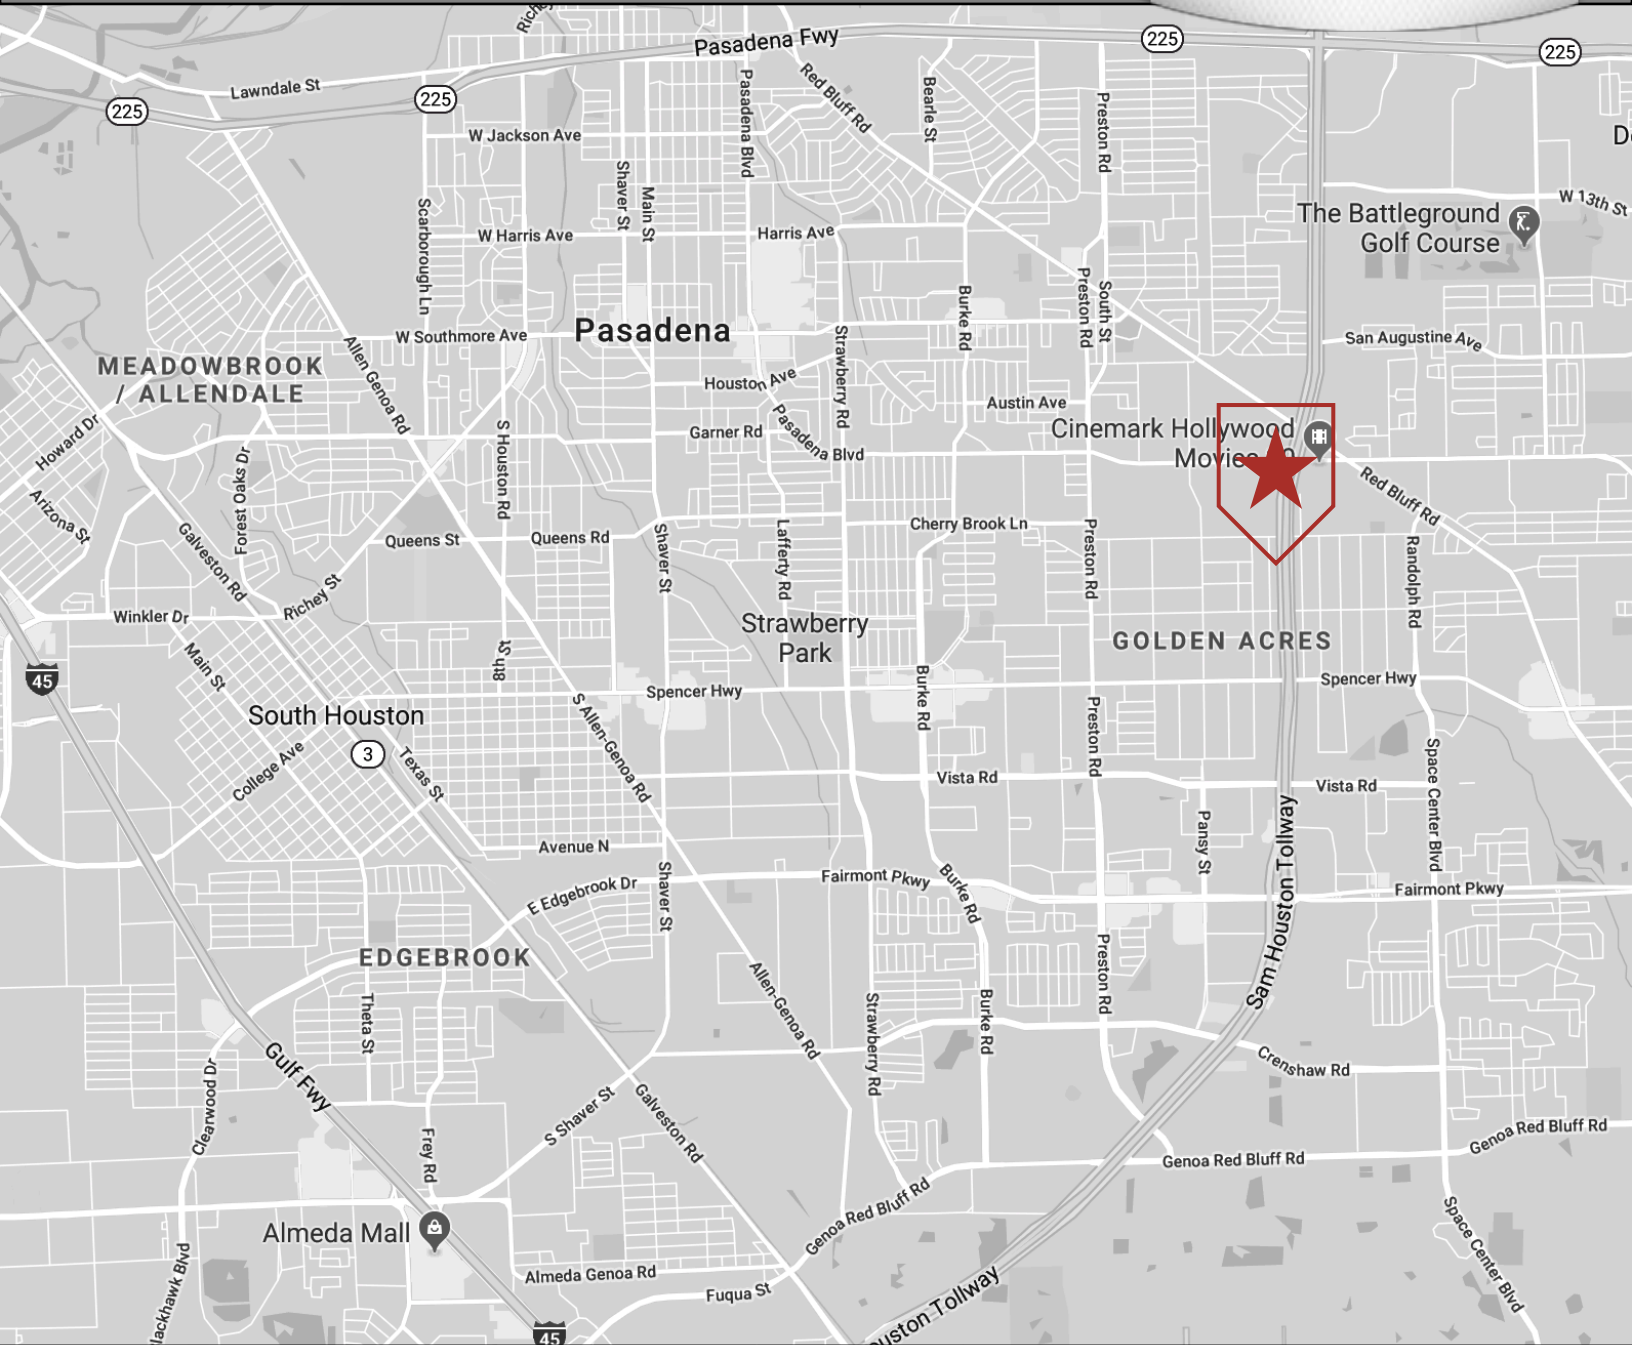 Pasadena Fwy
225
225
225
225
Lawndale St
Red Bluff Rd
Bearle St
Pasadena Blvd
Preston Rd
W Jackson Ave
Shaver St
Main St
Scarborough Ln
W 13th St
The Battleground
Golf Course
W Harris Ave
Harris Ave
Burke Rd
Preston Rd
South St
Pasadena
W Southmore Ave
Allen Genoa Rd
Strawberry Rd
San Augustine Ave
MEADOWBROOK
/ ALLENDALE
Houston Ave
Austin Ave
Howard Dr
S Houston Rd
Garner Rd
Pasadena Blvd
Cinemark Hollywood
Movies
Forest Oaks Dr
Arizona St
Red Bluff Rd
Galveston Rd
Queens St
Queens Rd
Shaver St
Lafferty Rd
Cherry Brook Ln
Preston Rd
Randolph Rd
Richey St
Winkler Dr
Strawberry
Park
Main St
8th St
GOLDEN ACRES
45
Spencer Hwy
Spencer Hwy
South Houston
3
S Allen-Genoa Rd
Burke Rd
Preston Rd
College Ave
Texas St
Vista Rd
Vista Rd
Space Center Blvd
Sam Houston Tollway
Pansy St
Avenue N
Shaver St
Fairmont Pkwy
Burke Rd
Fairmont Pkwy
E Edgebrook Dr
EDGEBROOK
Preston Rd
Allen-Genoa Rd
Theta St
Strawberry Rd
Burke Rd
Gulf Fwy
Clearwood Dr
Crenshaw Rd
S Shaver St
Galveston Rd
Frey Rd
Genoa Red Bluff Rd
Genoa Red Bluff Rd
Genoa Red Bluff Rd
Space Center Blvd
Almeda Mall
Almeda Genoa Rd
Fuqua St
45